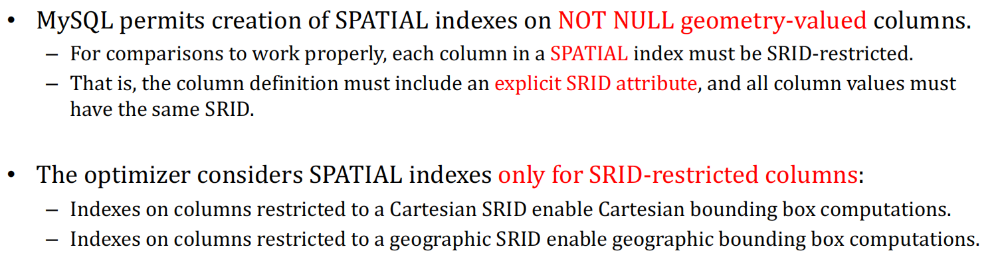 • MySQL permits creation of SPATIAL indexes on NOT NULL geometry-valued columns.
– For comparisons to work properly, each column in a SPATIAL index must be SRID-restricted.
– That is, the column definition must include an explicit SRID attribute, and all column values must
have the same SRID.
• The optimizer considers SPATIAL indexes only for SRID-restricted columns:
– Indexes on columns restricted to a Cartesian SRID enable Cartesian bounding box computations.
– Indexes on columns restricted to a geographic SRID enable geographic bounding box computations.